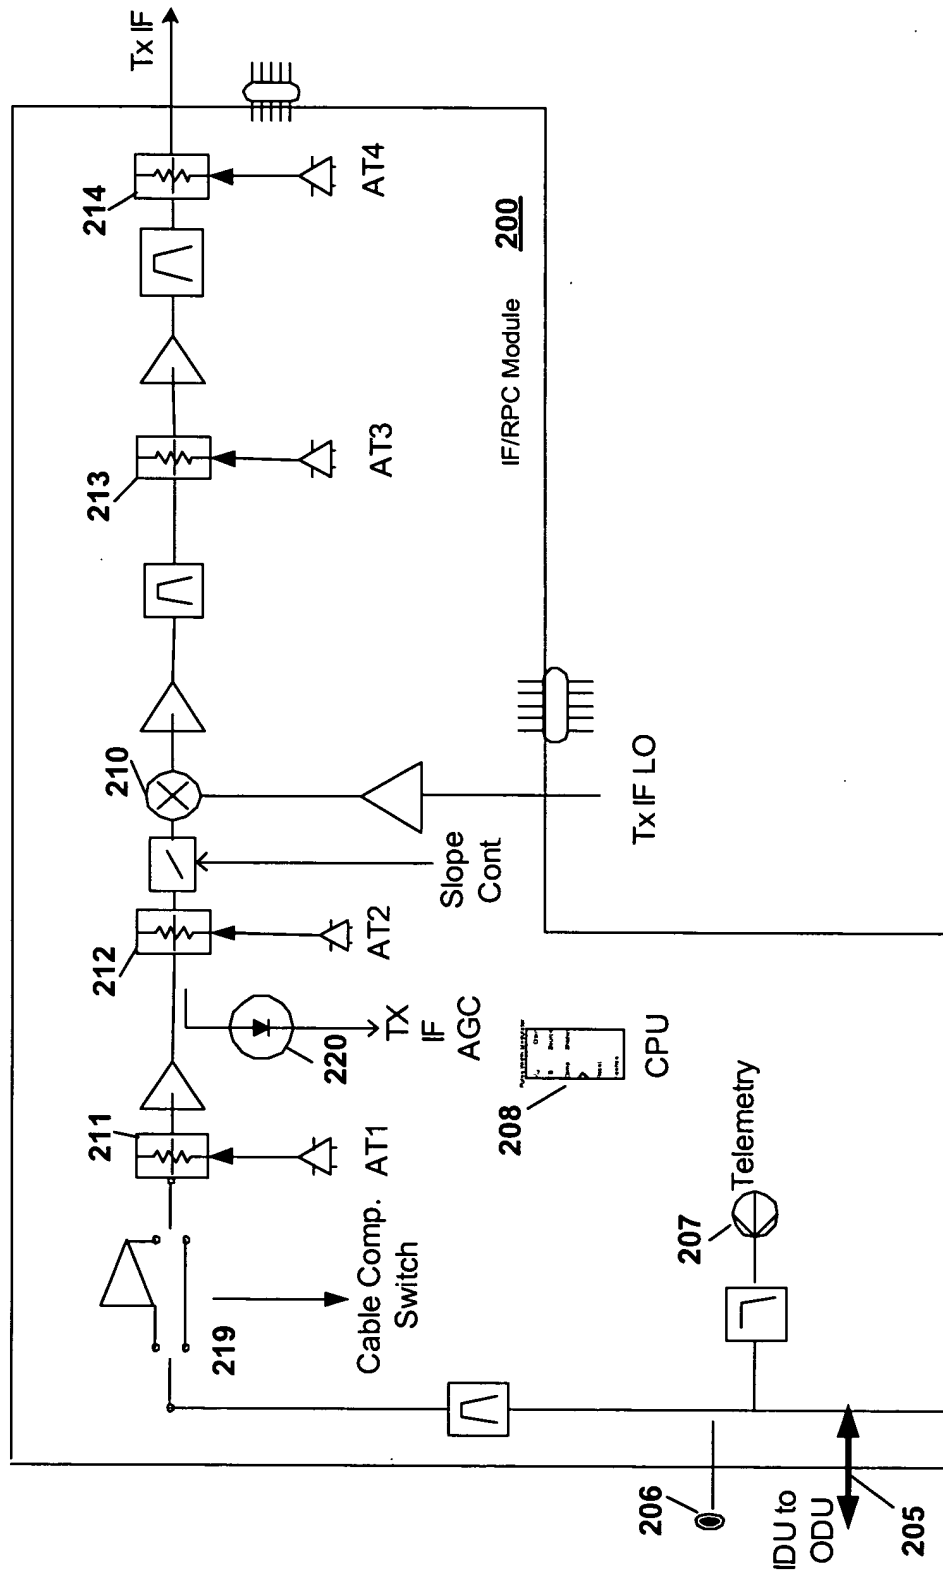 Tx IF
214
AT4
200
IF/RPC Module
213
AT3
210
Tx IF LO
Slope
Cont
212
AT2
220
TX
IF
AGC
208
CPU
211
AT1
219
Cable Comp.
Switch
207
Telemetry
206
IDU to
ODU
205